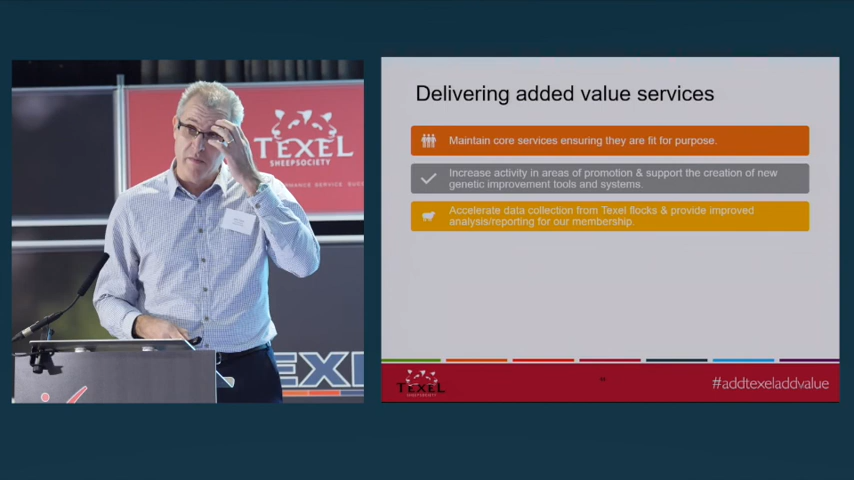 TEXEL
SHEEPSOCIETY
TEXE
Delivering added value services
Maintain core services ensuring they are fit for purpose.
Increase activity in areas of promotion & support the creation of new
genetic improvement tools and systems.
Accelerate data collection from Texel flocks & provide improved
analysis/reporting for our membership.
TEXEL
SHEEPSOCIETY
#addtexeladdvalue